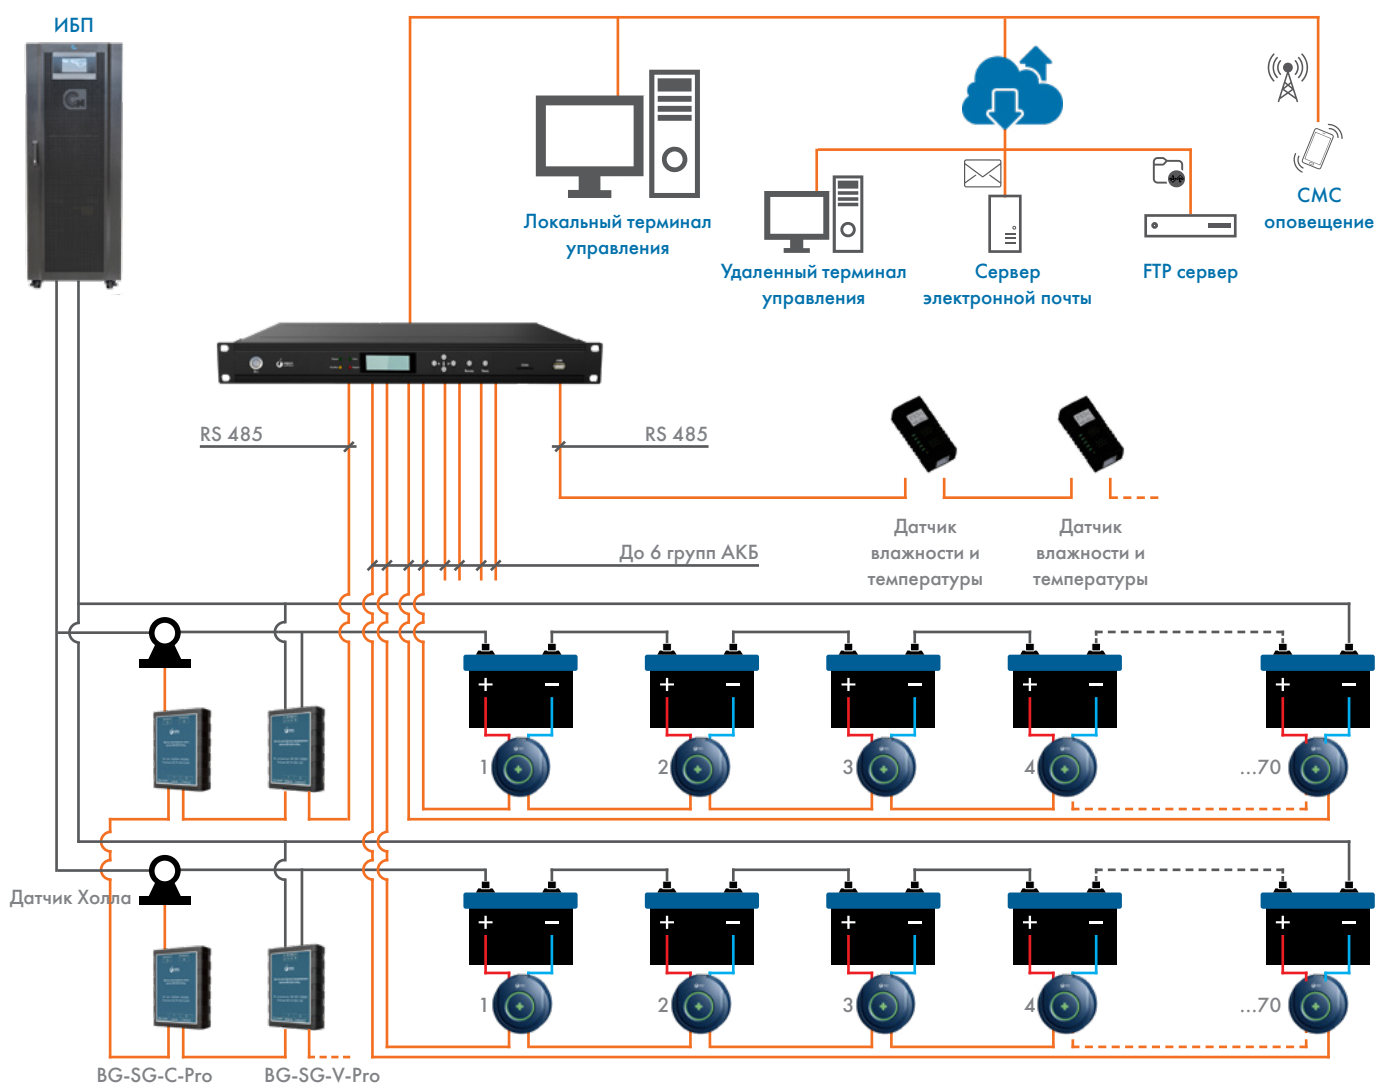 ИБП
Локальный терминал
управления
Удаленный терминал
управления
Сервер
электронной почты
FTP сервер
СМС
оповещение
RS 485
RS 485
До 6 групп АКБ
Датчик
влажности и
температуры
Датчик
влажности и
температуры
+ −
+ −
+ −
+ −
+ −
1
2
3
4
...70
Датчик Холла
+ −
+ −
+ −
+ −
+ −
1
2
3
4
...70
BG-SG-C-Pro
BG-SG-V-Pro